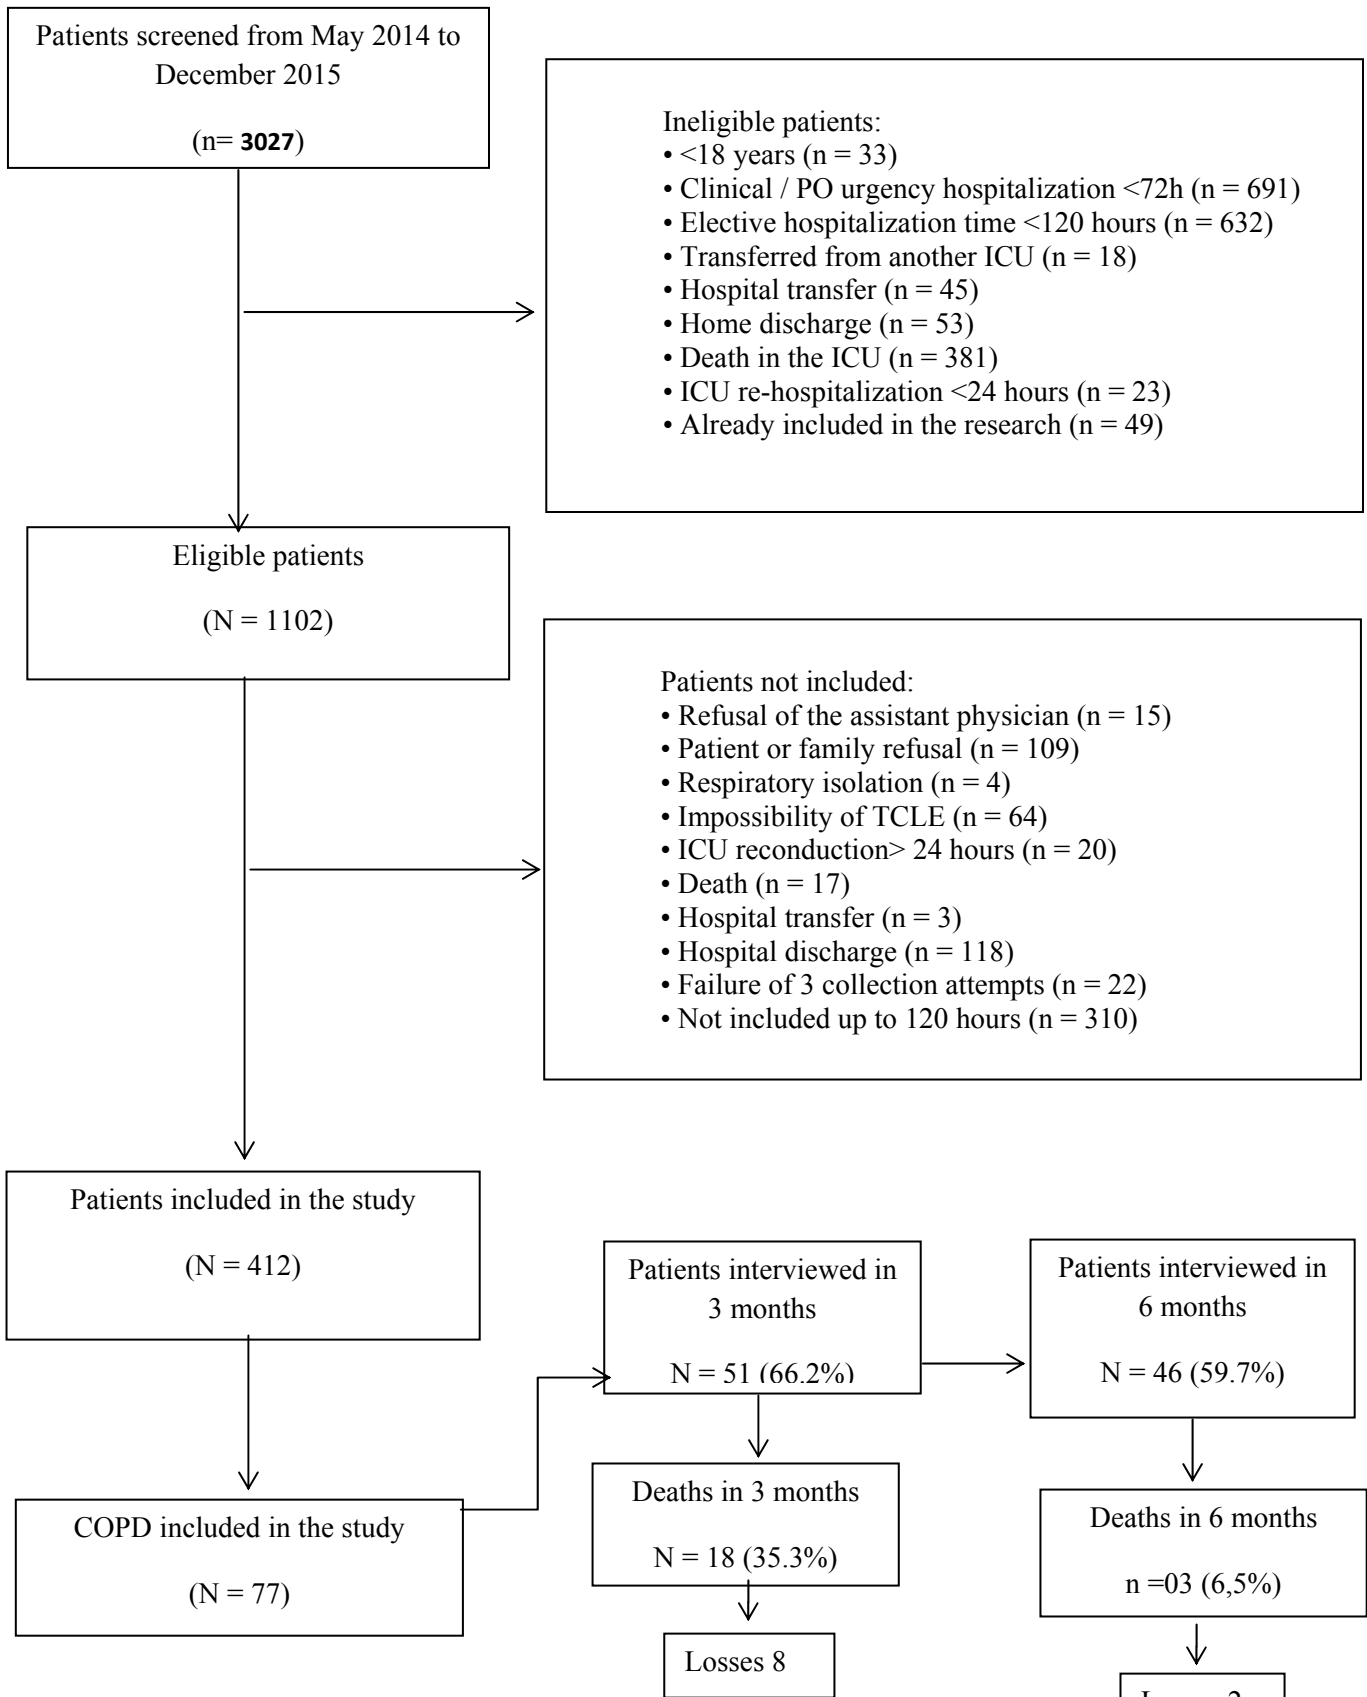 Patients screened from May 2014 to
December 2015
(n= 3027)
Ineligible patients:
• <18 years (n = 33)
• Clinical / PO urgency hospitalization <72h (n = 691)
• Elective hospitalization time <120 hours (n = 632)
• Transferred from another ICU (n = 18)
• Hospital transfer (n = 45)
• Home discharge (n = 53)
• Death in the ICU (n = 381)
• ICU re-hospitalization <24 hours (n = 23)
• Already included in the research (n = 49)
Eligible patients
(N = 1102)
Patients not included:
• Refusal of the assistant physician (n = 15)
• Patient or family refusal (n = 109)
• Respiratory isolation (n = 4)
• Impossibility of TCLE (n = 64)
• ICU reconduction> 24 hours (n = 20)
• Death (n = 17)
• Hospital transfer (n = 3)
• Hospital discharge (n = 118)
• Failure of 3 collection attempts (n = 22)
• Not included up to 120 hours (n = 310)
Patients included in the study
(N = 412)
Patients interviewed in
3 months
N = 51 (66.2%)
Patients interviewed in
6 months
N = 46 (59.7%)
Deaths in 3 months
N = 18 (35.3%)
Deaths in 6 months
n =03 (6,5%)
COPD included in the study
(N = 77)
Losses 8